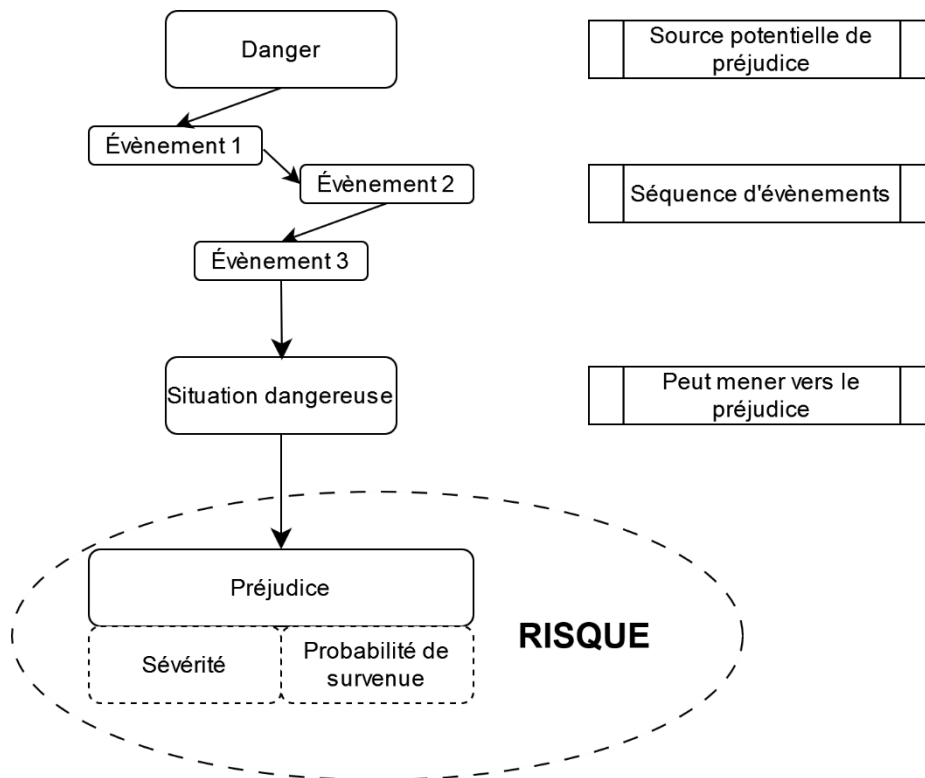 Danger
Source potentielle de
préjudice
Évènement 1
Évènement 2
Séquence d'évènements
Évènement 3
Situation dangereuse
Peut mener vers le
préjudice
Préjudice
RISQUE
Sévérité
Probabilité de
survenue